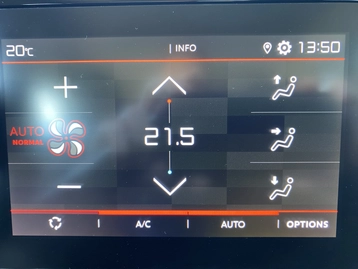 20°C | INFO 13:50
+
AUTO
NORMAL
21.5
−
| A/C | AUTO | OPTIONS